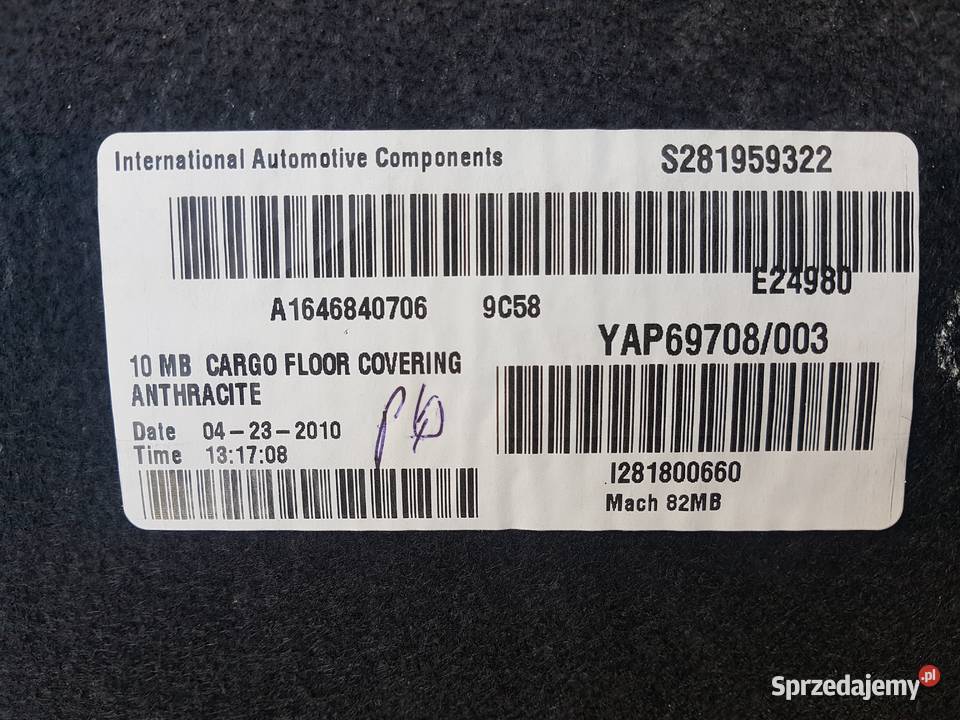 International Automotive Components
S281959322
E24980
A1646840706 9C58
YAP69708/003
10 MB CARGO FLOOR COVERING
ANTHRACITE
Date 04-23-2010
Time 13:17:08
I281800660
Mach 82MB
Sprzedajemy.pl